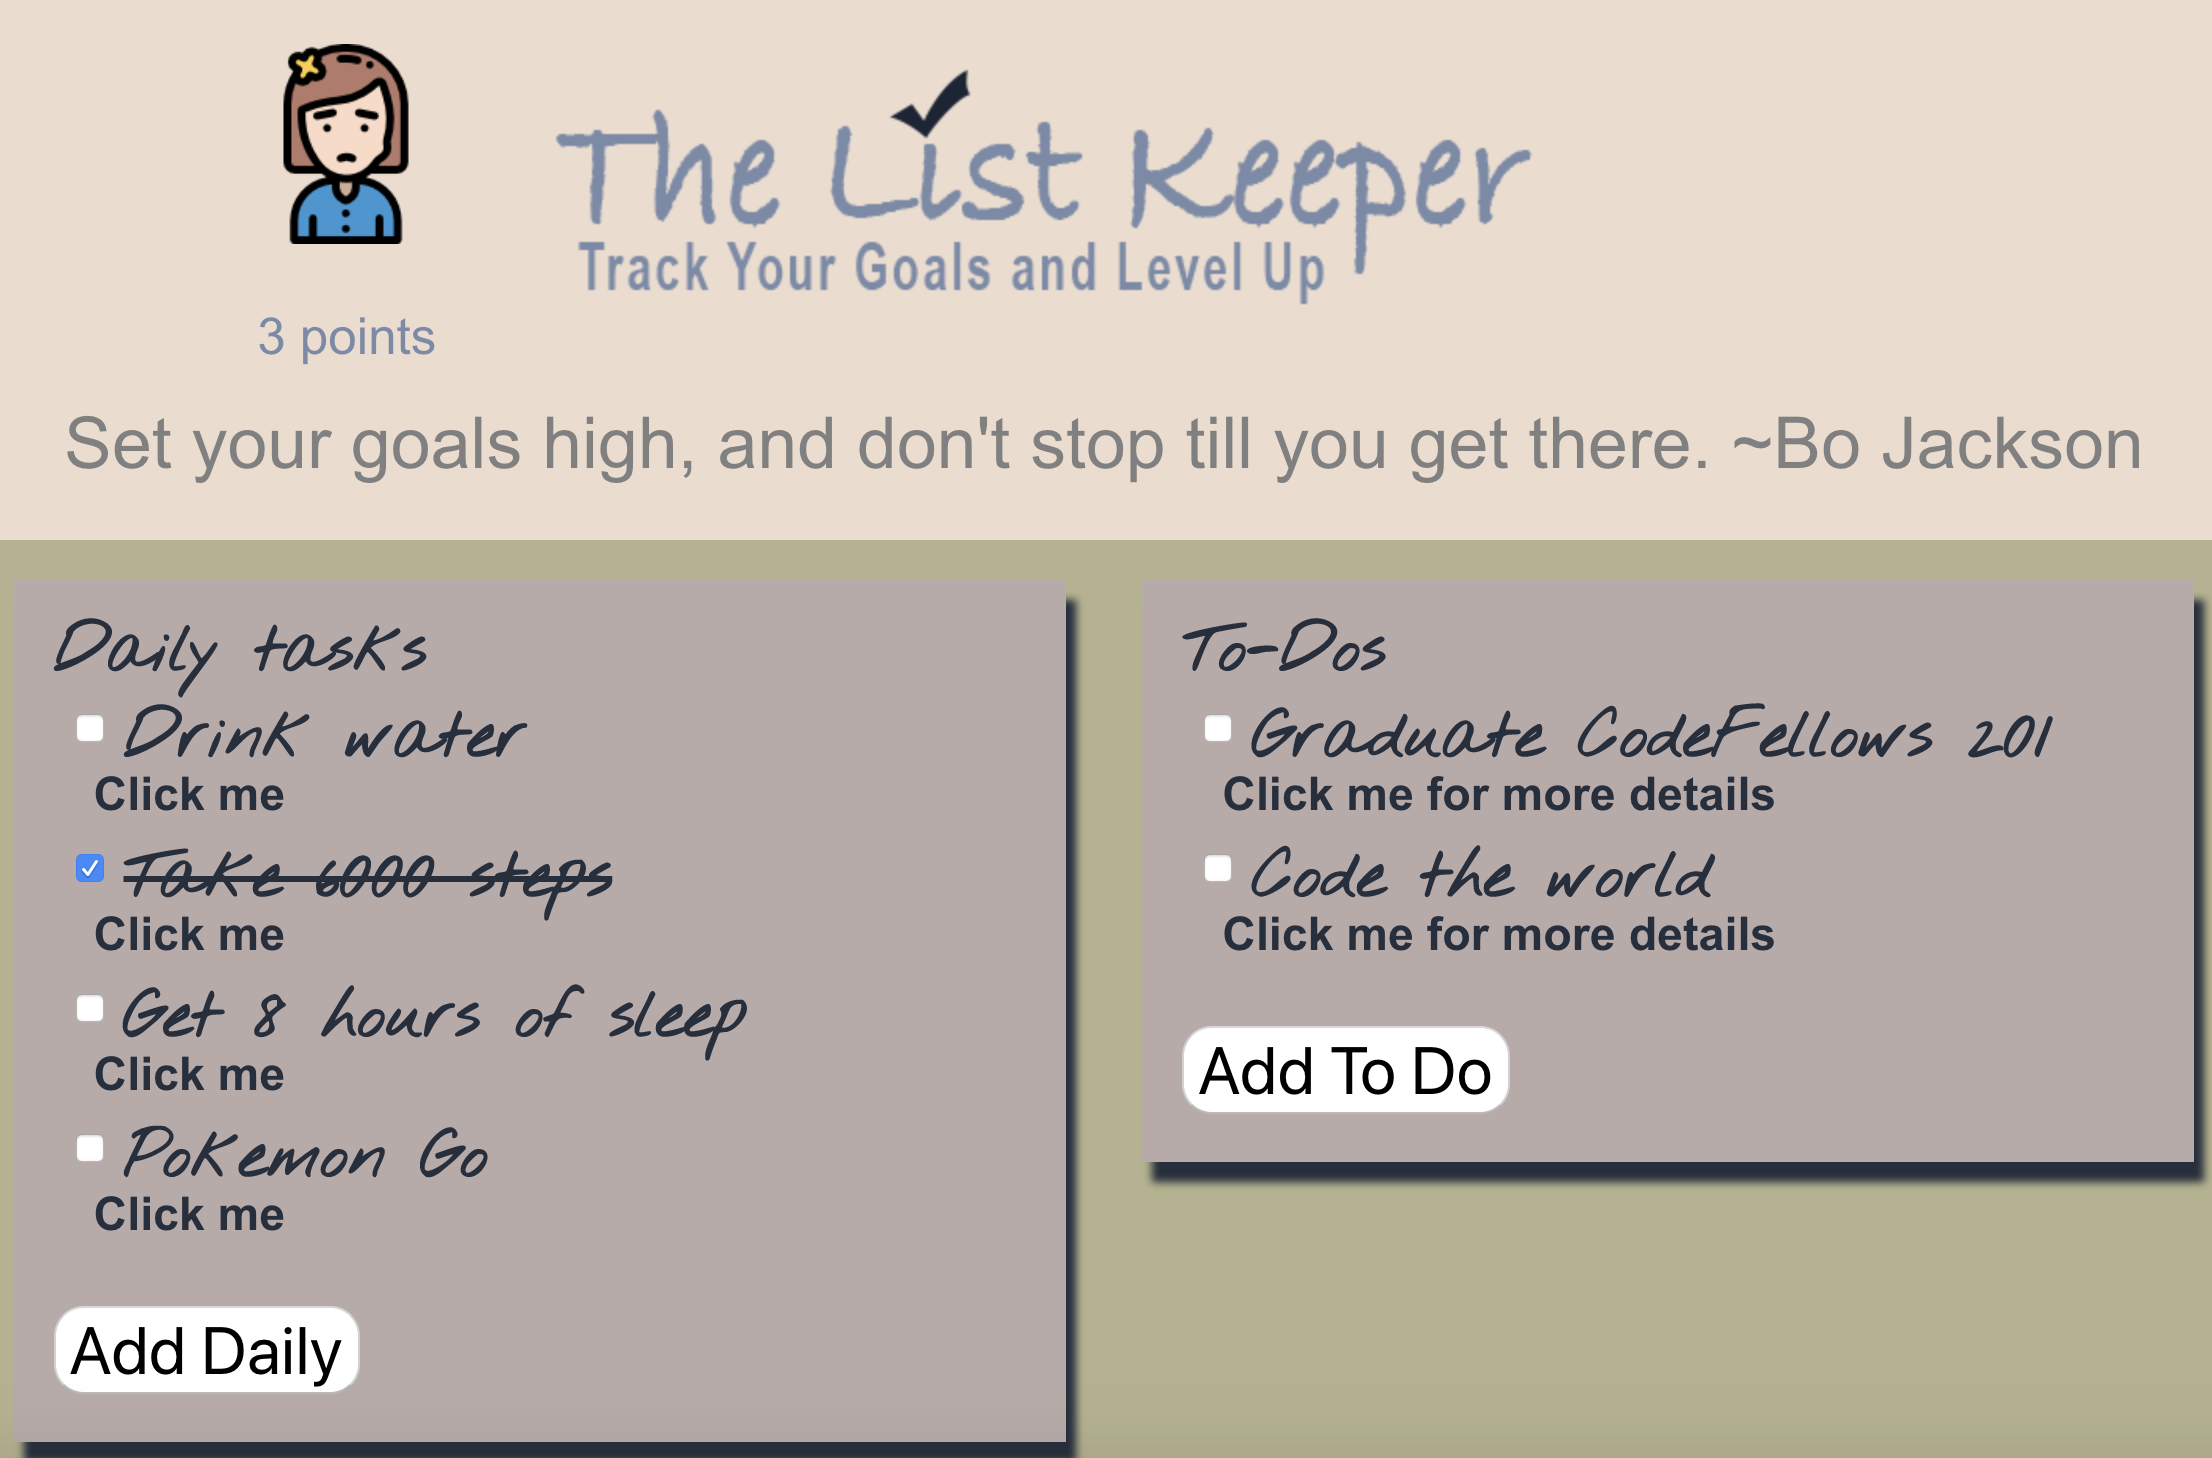 The List Keeper
Track Your Goals and Level Up
3 points
Set your goals high, and don't stop till you get there. ~Bo Jackson
Daily tasks
Drink water
Click me
Take 6000 steps
Click me
Get 8 hours of sleep
Click me
Pokemon Go
Click me
Add Daily
To-Dos
Graduate CodeFellows 201
Click me for more details
Code the world
Click me for more details
Add To Do